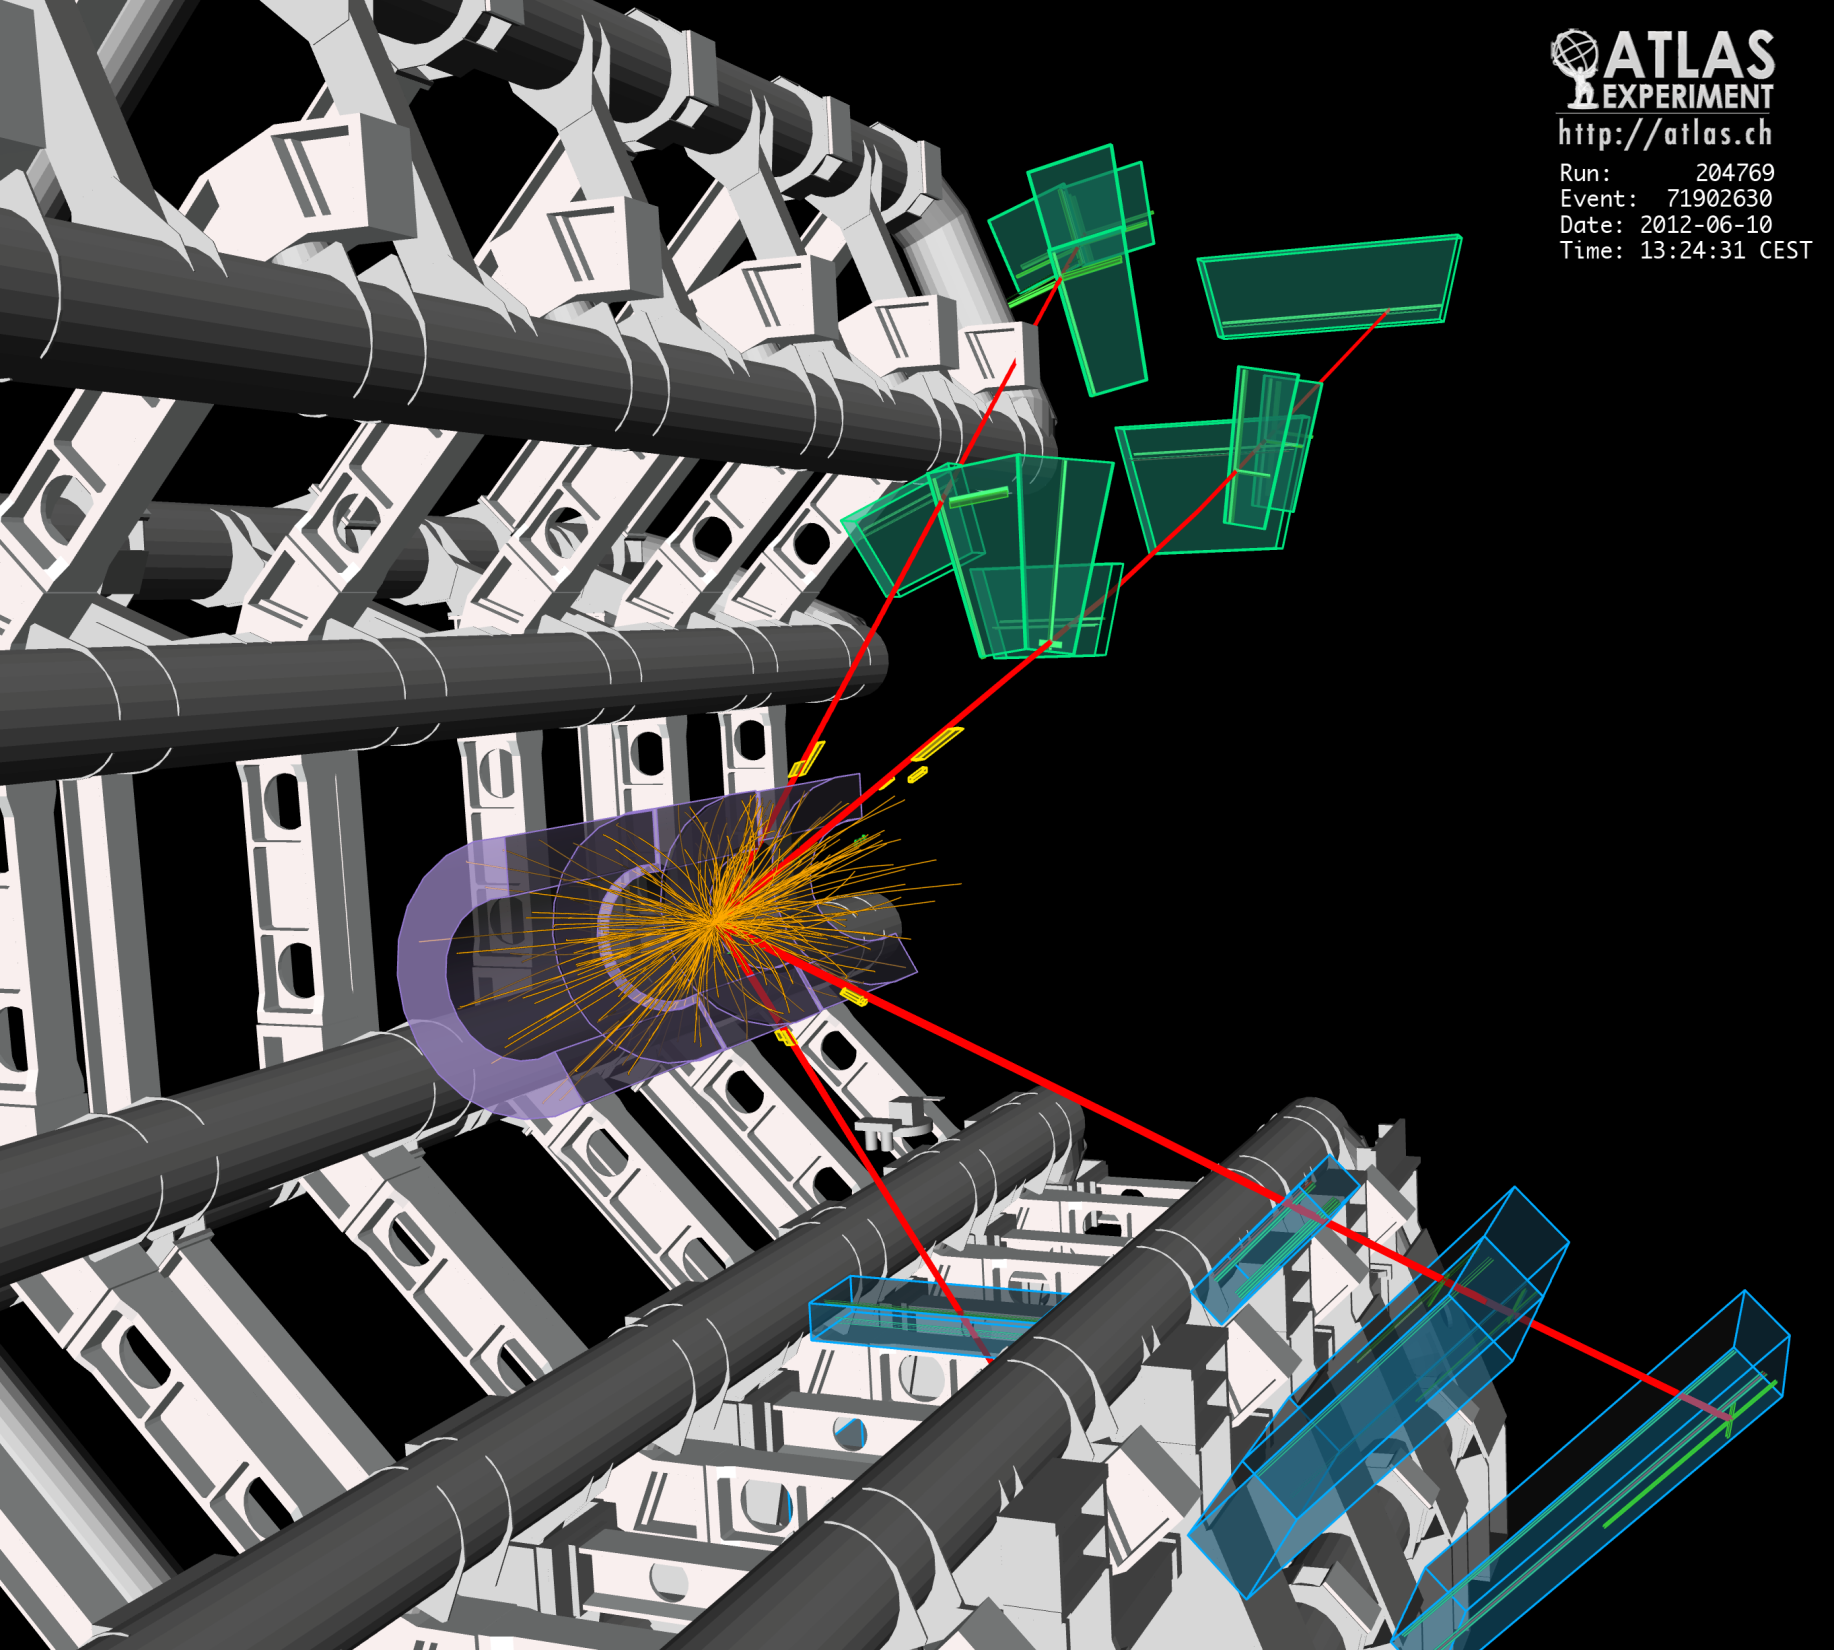 ATLAS
EXPERIMENT
http://atlas.ch
Run: 204769
Event: 71902630
Date: 2012-06-10
Time: 13:24:31 CEST